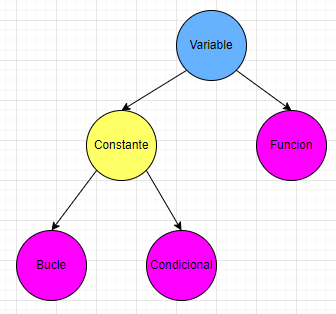 Variable
Constante
Funcion
Bucle
Condicional